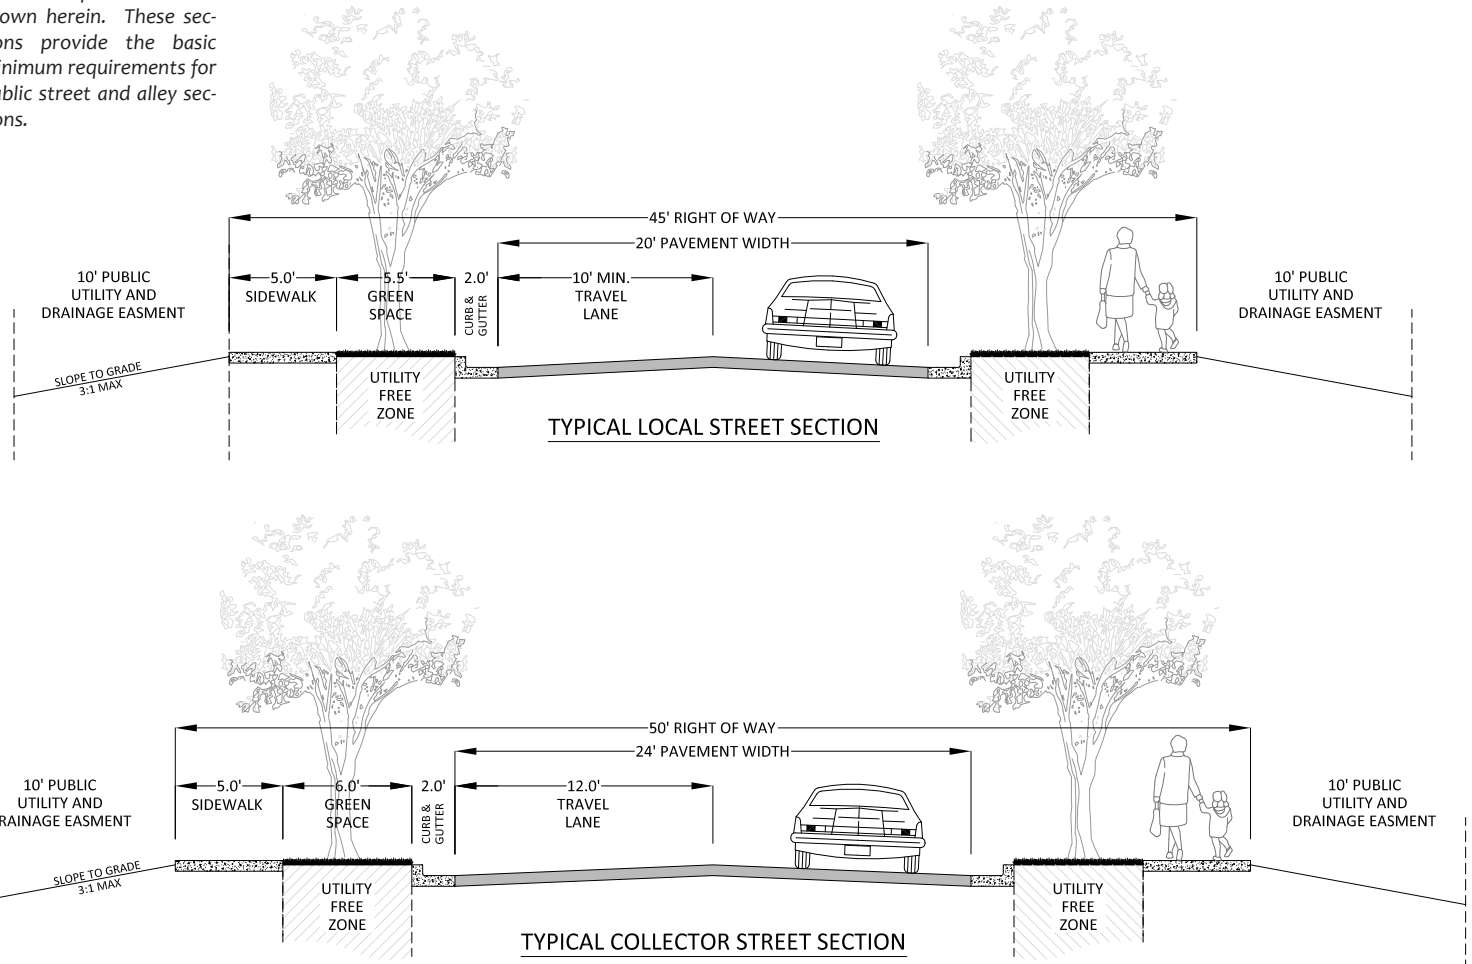 own herein. These sec-
ons provide the basic
inimum requirements for
ublic street and alley sec-
ons.
45' RIGHT OF WAY
20' PAVEMENT WIDTH
10' PUBLIC
UTILITY AND
DRAINAGE EASMENT
5.0'
SIDEWALK
5.5'
GREEN
SPACE
2.0'
CURB &
GUTTER
10' MIN.
TRAVEL
LANE
10' PUBLIC
UTILITY AND
DRAINAGE EASMENT
SLOPE TO GRADE
3:1 MAX
UTILITY
FREE
ZONE
UTILITY
FREE
ZONE
TYPICAL LOCAL STREET SECTION
50' RIGHT OF WAY
24' PAVEMENT WIDTH
10' PUBLIC
UTILITY AND
RAINAGE EASMENT
5.0'
SIDEWALK
6.0'
GREEN
SPACE
2.0'
CURB &
GUTTER
12.0'
TRAVEL
LANE
10' PUBLIC
UTILITY AND
DRAINAGE EASMENT
SLOPE TO GRADE
3:1 MAX
UTILITY
FREE
ZONE
UTILITY
FREE
ZONE
TYPICAL COLLECTOR STREET SECTION